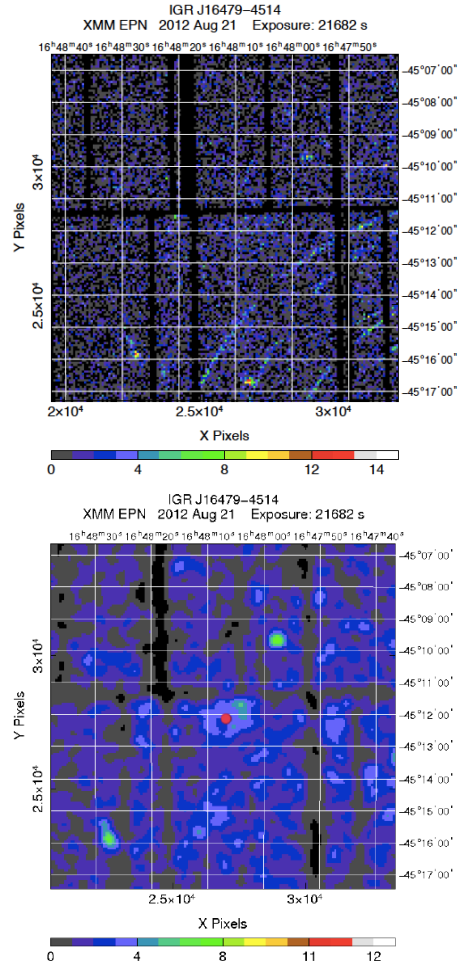 IGR J16479−4514
XMM EPN 2012 Aug 21 Exposure: 21682 s
16ʰ48ᵐ40ˢ 16ʰ48ᵐ30ˢ 16ʰ48ᵐ20ˢ 16ʰ48ᵐ10ˢ 16ʰ48ᵐ00ˢ 16ʰ47ᵐ50ˢ
−45°07'00"
−45°08'00"
−45°09'00"
−45°10'00"
−45°11'00"
−45°12'00"
−45°13'00"
−45°14'00"
−45°15'00"
−45°16'00"
−45°17'00"
Y Pixels
3×10⁴
2.5×10⁴
2×10⁴ 2.5×10⁴ 3×10⁴
X Pixels
0 4 8 12 14
IGR J16479−4514
XMM EPN 2012 Aug 21 Exposure: 21682 s
16ʰ48ᵐ30ˢ 16ʰ48ᵐ20ˢ 16ʰ48ᵐ10ˢ 16ʰ48ᵐ00ˢ 16ʰ47ᵐ50ˢ 16ʰ47ᵐ40ˢ
−45°07'00"
−45°08'00"
−45°09'00"
−45°10'00"
−45°11'00"
−45°12'00"
−45°13'00"
−45°14'00"
−45°15'00"
−45°16'00"
−45°17'00"
Y Pixels
3×10⁴
2.5×10⁴
2.5×10⁴ 3×10⁴
X Pixels
0 4 8 11 12